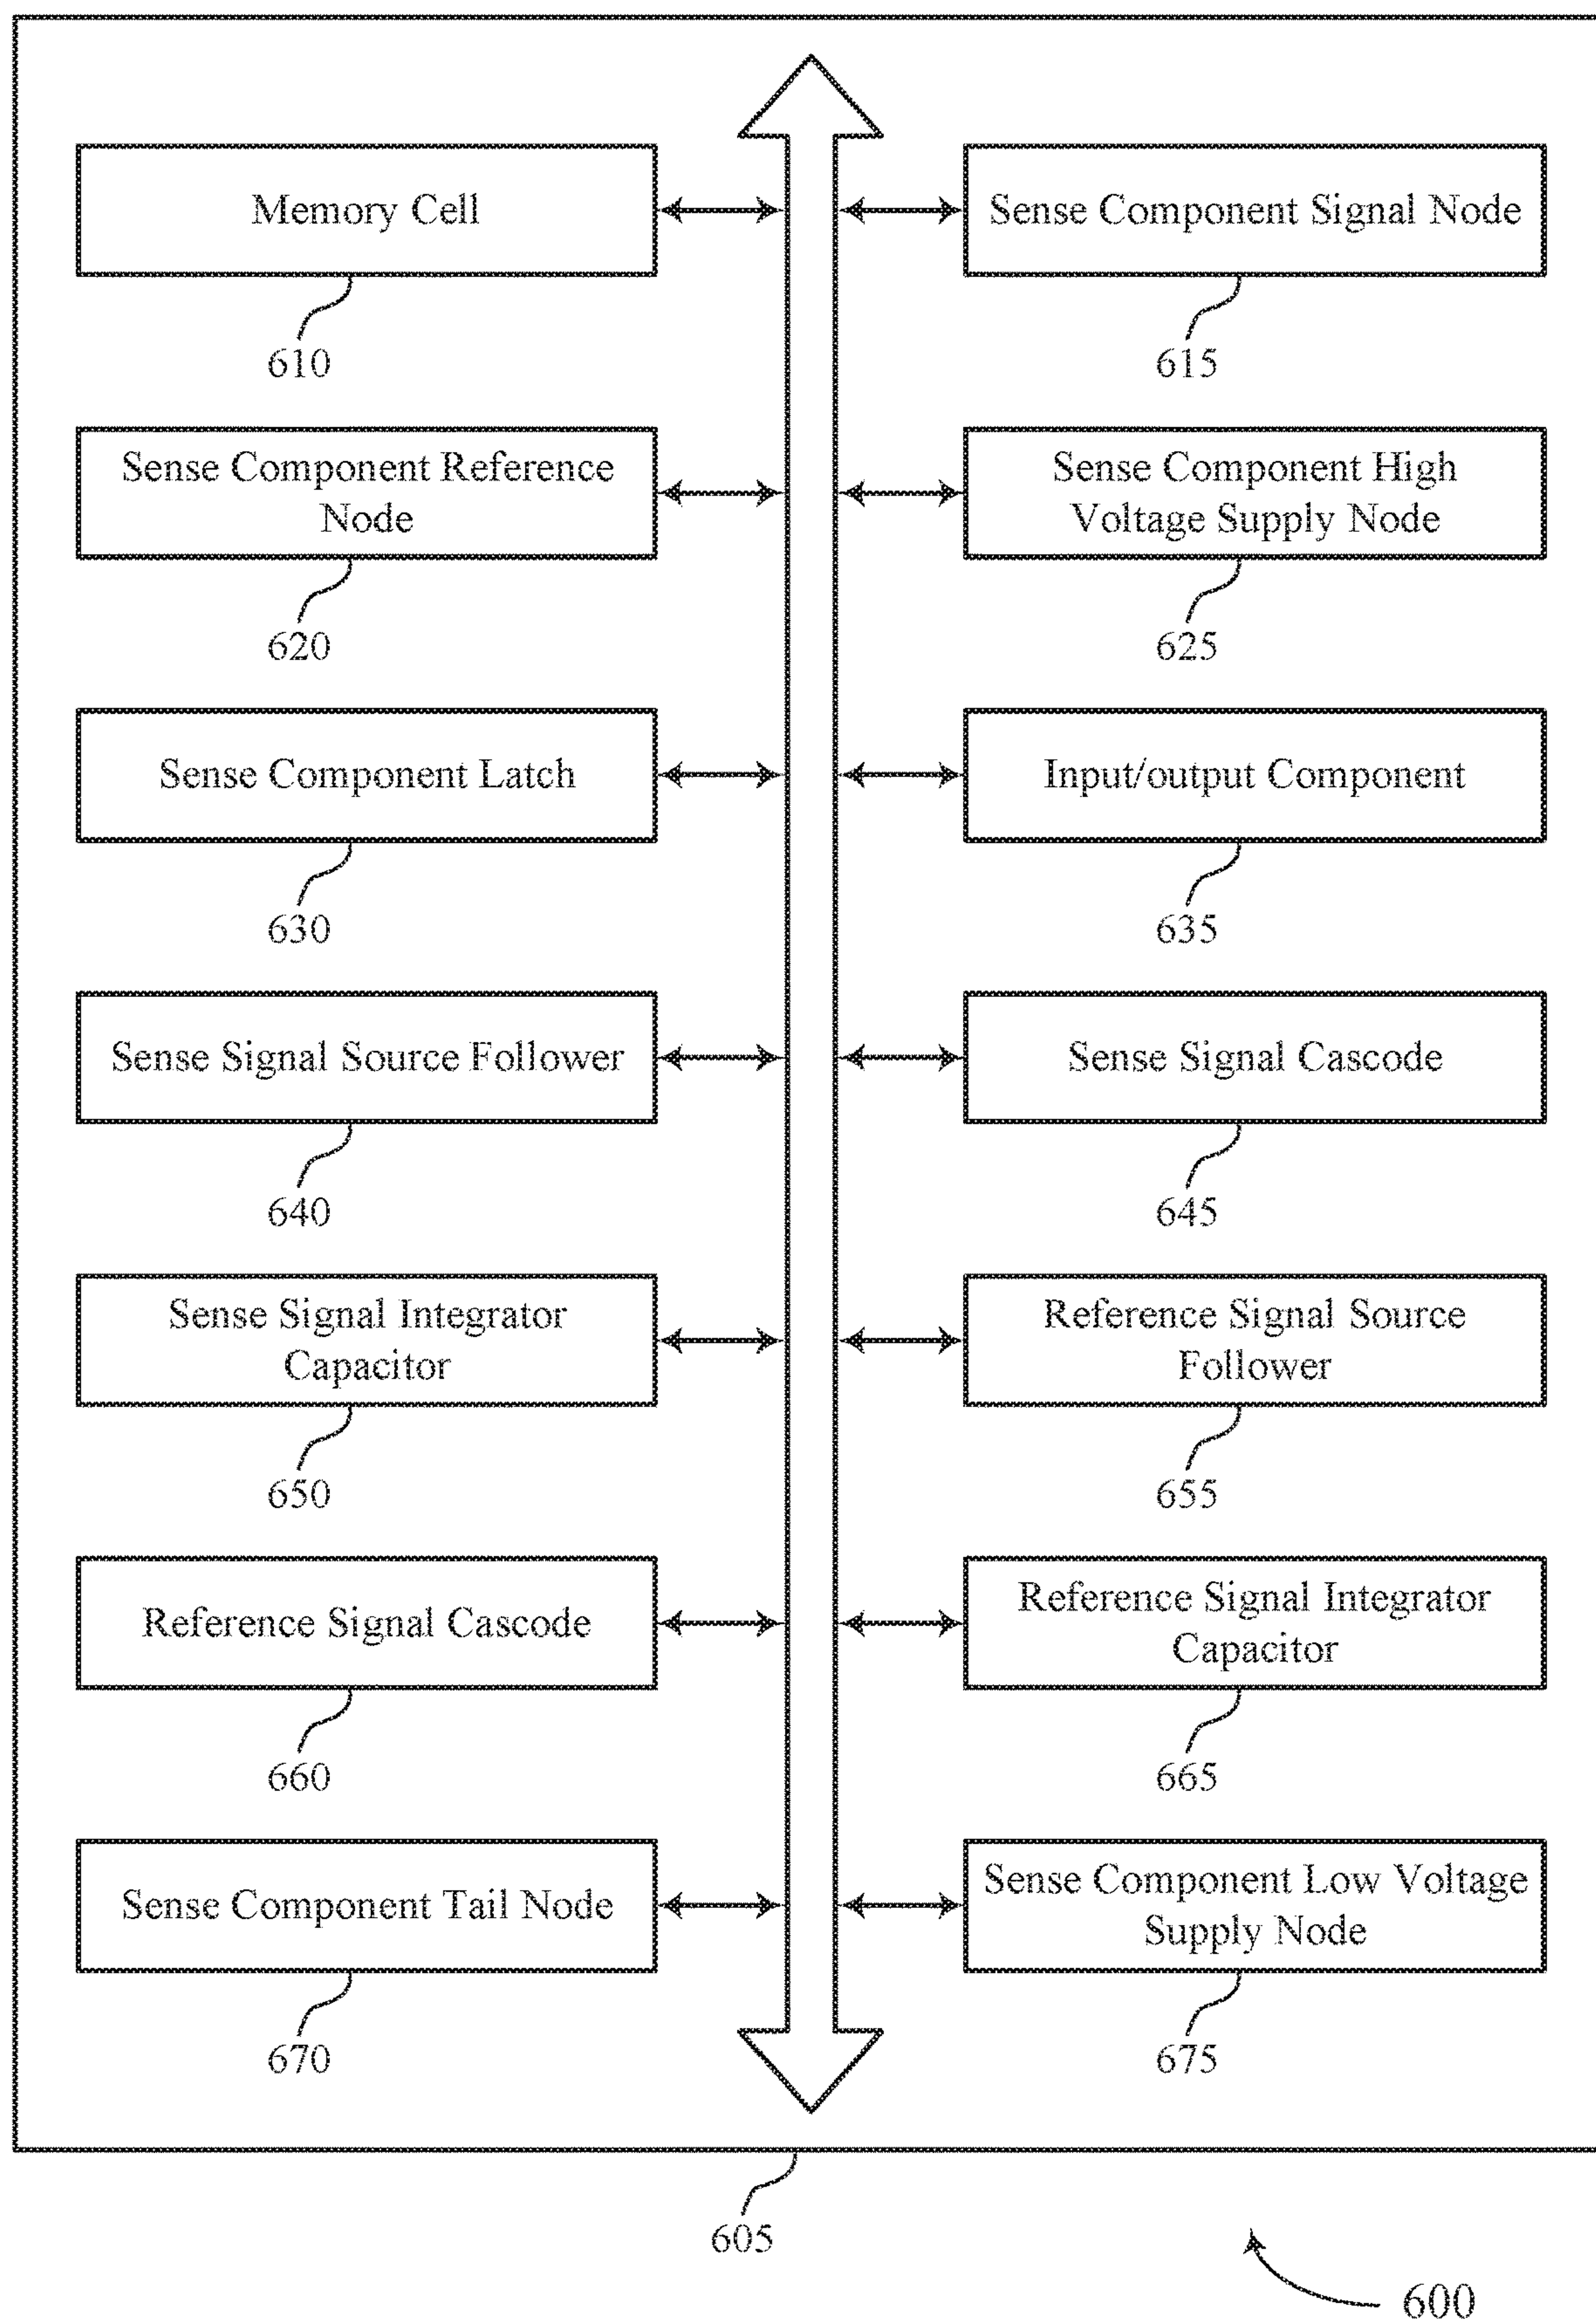 Memory Cell
610
Sense Component Signal Node
615
Sense Component Reference
Node
620
Sense Component High
Voltage Supply Node
625
Sense Component Latch
630
Input/output Component
635
Sense Signal Source Follower
640
Sense Signal Cascode
645
Sense Signal Integrator
Capacitor
650
Reference Signal Source
Follower
655
Reference Signal Cascode
660
Reference Signal Integrator
Capacitor
665
Sense Component Tail Node
670
Sense Component Low Voltage
Supply Node
675
605
600